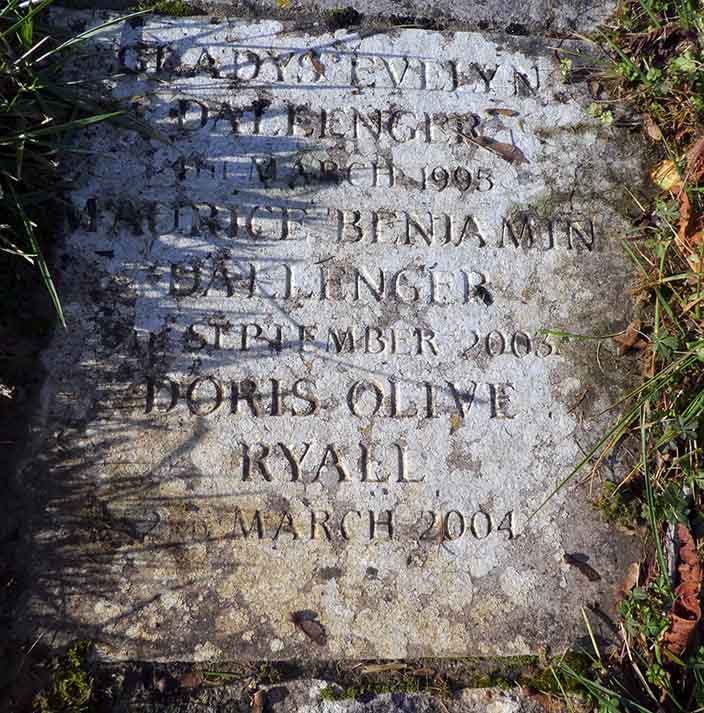 GLADYS EVELYN
DALLENGER
MARCH 1995
MAURICE BENJAMIN
DALLENGER
SEPTEMBER 2003
DORIS OLIVE
RYALL
MARCH 2004